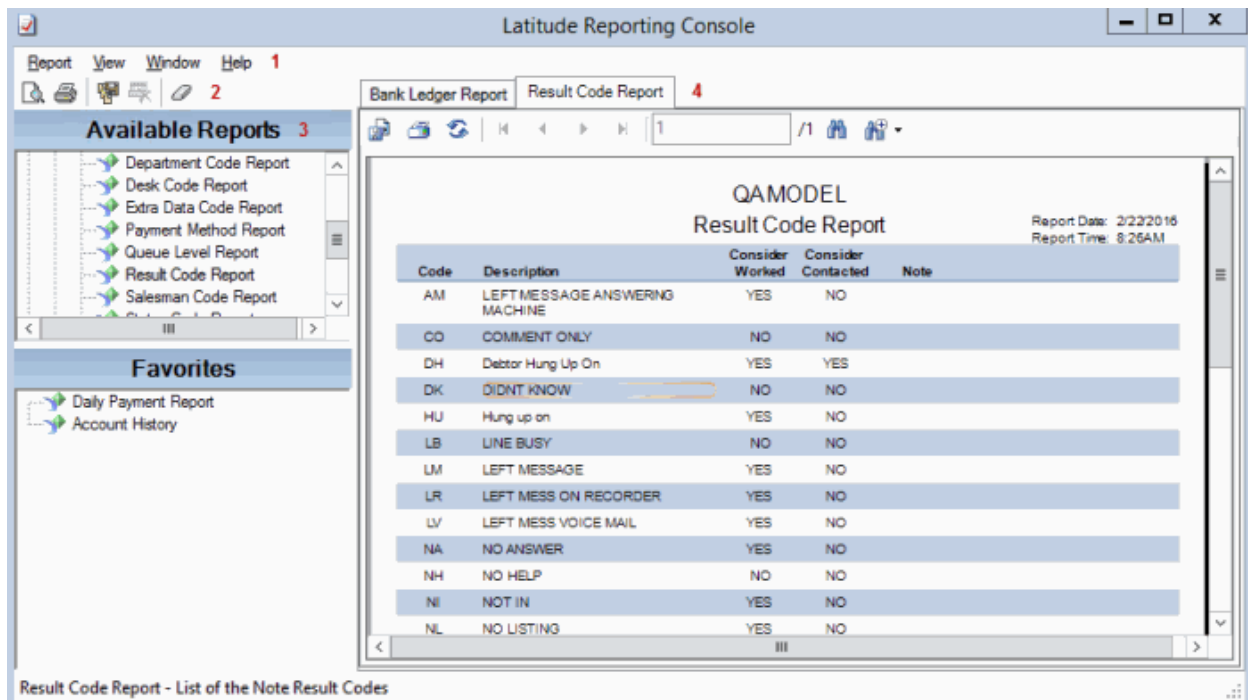 Latitude Reporting Console
Report View Window Help 1
2
Available Reports 3
Department Code Report
Desk Code Report
Extra Data Code Report
Payment Method Report
Queue Level Report
Result Code Report
Salesman Code Report
Favorites
Daily Payment Report
Account History
Bank Ledger Report Result Code Report 4
1 /1
QAMODEL
Result Code Report
Report Date: 2/22/2016
Report Time: 8:26AM
Code Description Consider Worked Consider Contacted Note
AM LEFT MESSAGE ANSWERING YES NO
MACHINE
CO COMMENT ONLY NO NO
DH Debtor Hung Up On YES YES
DK DIDNT KNOW NO NO
HU Hung up on YES NO
LB LINE BUSY NO NO
LM LEFT MESSAGE YES NO
LR LEFT MESS ON RECORDER YES NO
LV LEFT MESS VOICE MAIL YES NO
NA NO ANSWER YES NO
NH NO HELP NO NO
NI NOT IN YES NO
NL NO LISTING YES NO
Result Code Report - List of the Note Result Codes